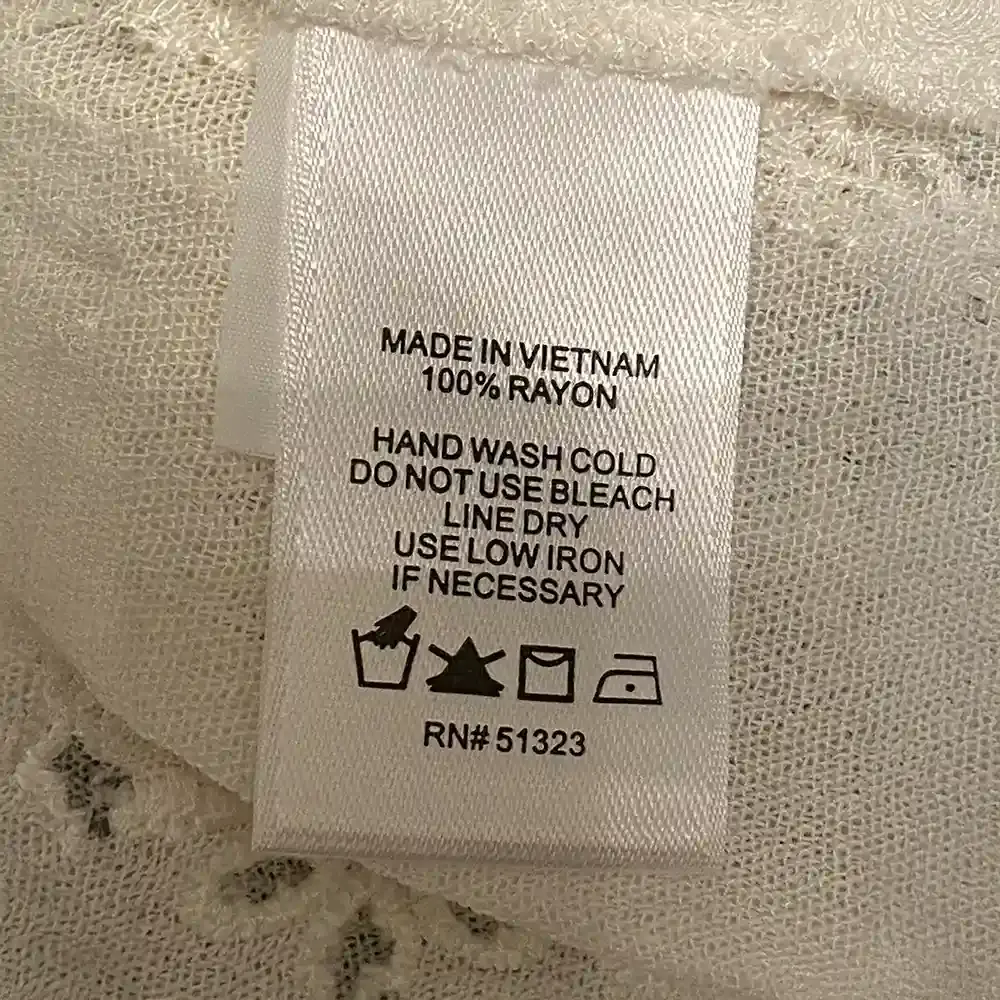 MADE IN VIETNAM
100% RAYON
HAND WASH COLD
DO NOT USE BLEACH
LINE DRY
USE LOW IRON
IF NECESSARY
RN# 51323